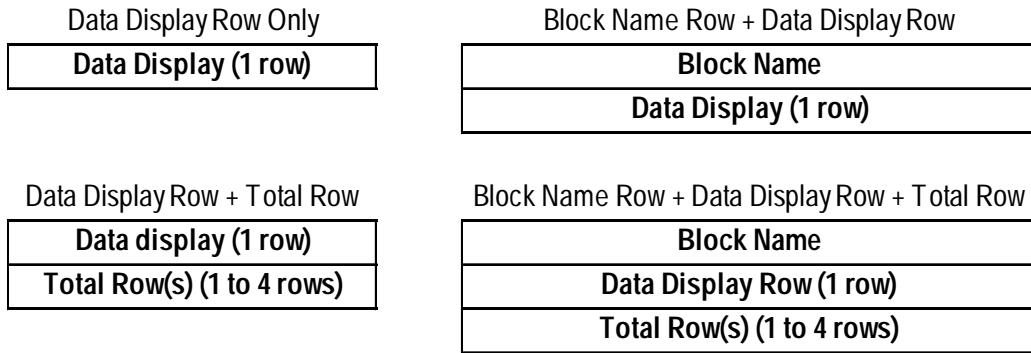 Data Display Row Only
Data Display (1 row)
Block Name Row + Data Display Row
Block Name
Data Display (1 row)
Data Display Row + Total Row
Data display (1 row)
Total Row(s) (1 to 4 rows)
Block Name Row + Data Display Row + Total Row
Block Name
Data Display Row (1 row)
Total Row(s) (1 to 4 rows)